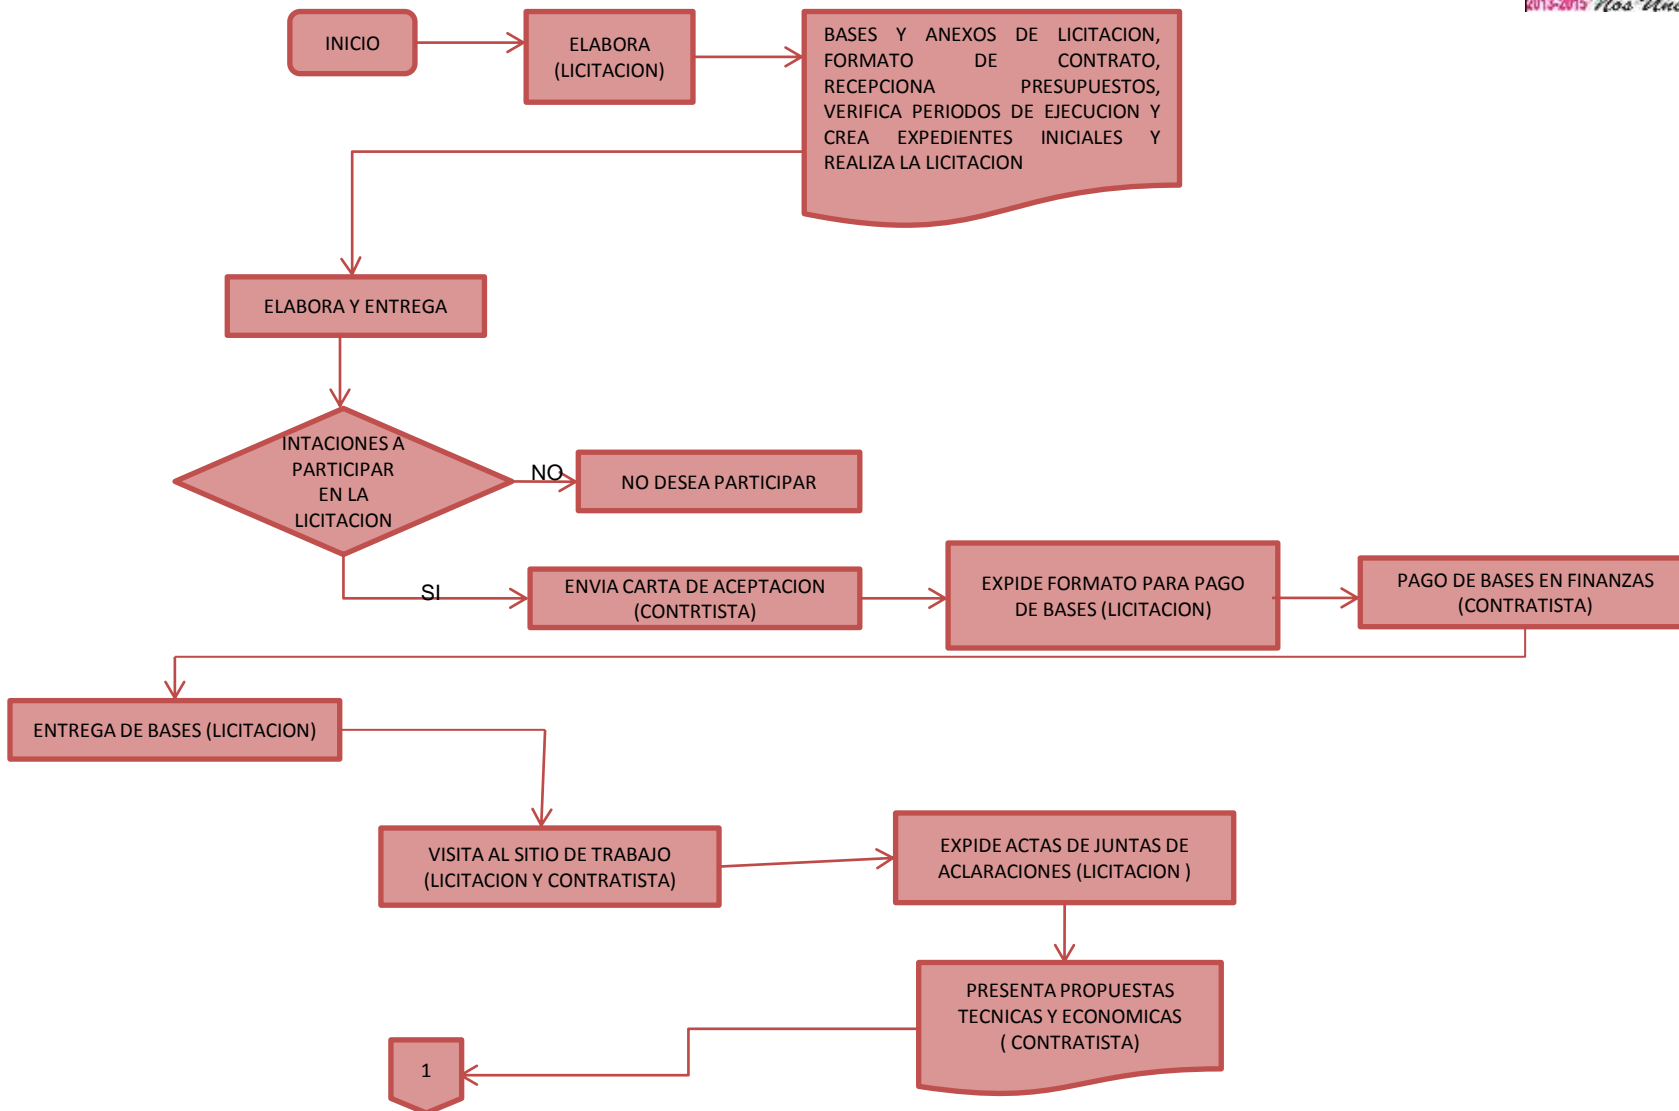 2013-2015 Nos Une
INICIO
ELABORA
(LICITACION)
BASES Y ANEXOS DE LICITACION,
FORMATO DE CONTRATO,
RECEPCIONA PRESUPUESTOS,
VERIFICA PERIODOS DE EJECUCION Y
CREA EXPEDIENTES INICIALES Y
REALIZA LA LICITACION
ELABORA Y ENTREGA
INTACIONES A
PARTICIPAR
EN LA
LICITACION
NO
NO DESEA PARTICIPAR
SI
ENVIA CARTA DE ACEPTACION
(CONTRTISTA)
EXPIDE FORMATO PARA PAGO
DE BASES (LICITACION)
PAGO DE BASES EN FINANZAS
(CONTRATISTA)
ENTREGA DE BASES (LICITACION)
VISITA AL SITIO DE TRABAJO
(LICITACION Y CONTRATISTA)
EXPIDE ACTAS DE JUNTAS DE
ACLARACIONES (LICITACION )
PRESENTA PROPUESTAS
TECNICAS Y ECONOMICAS
( CONTRATISTA)
1